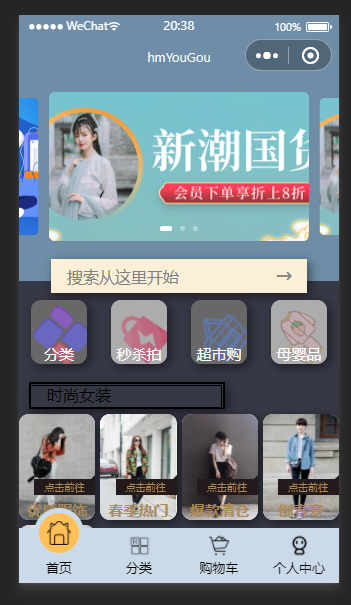 WeChat 20:38 100%
hmYouGou
新潮国货
会员下单享折上8折
搜索从这里开始
分类 秒杀拍 超市购 母婴品
时尚女装
点击前往 点击前往 点击前往 点击前往
春季热门 爆款清仓
首页 分类 购物车 个人中心